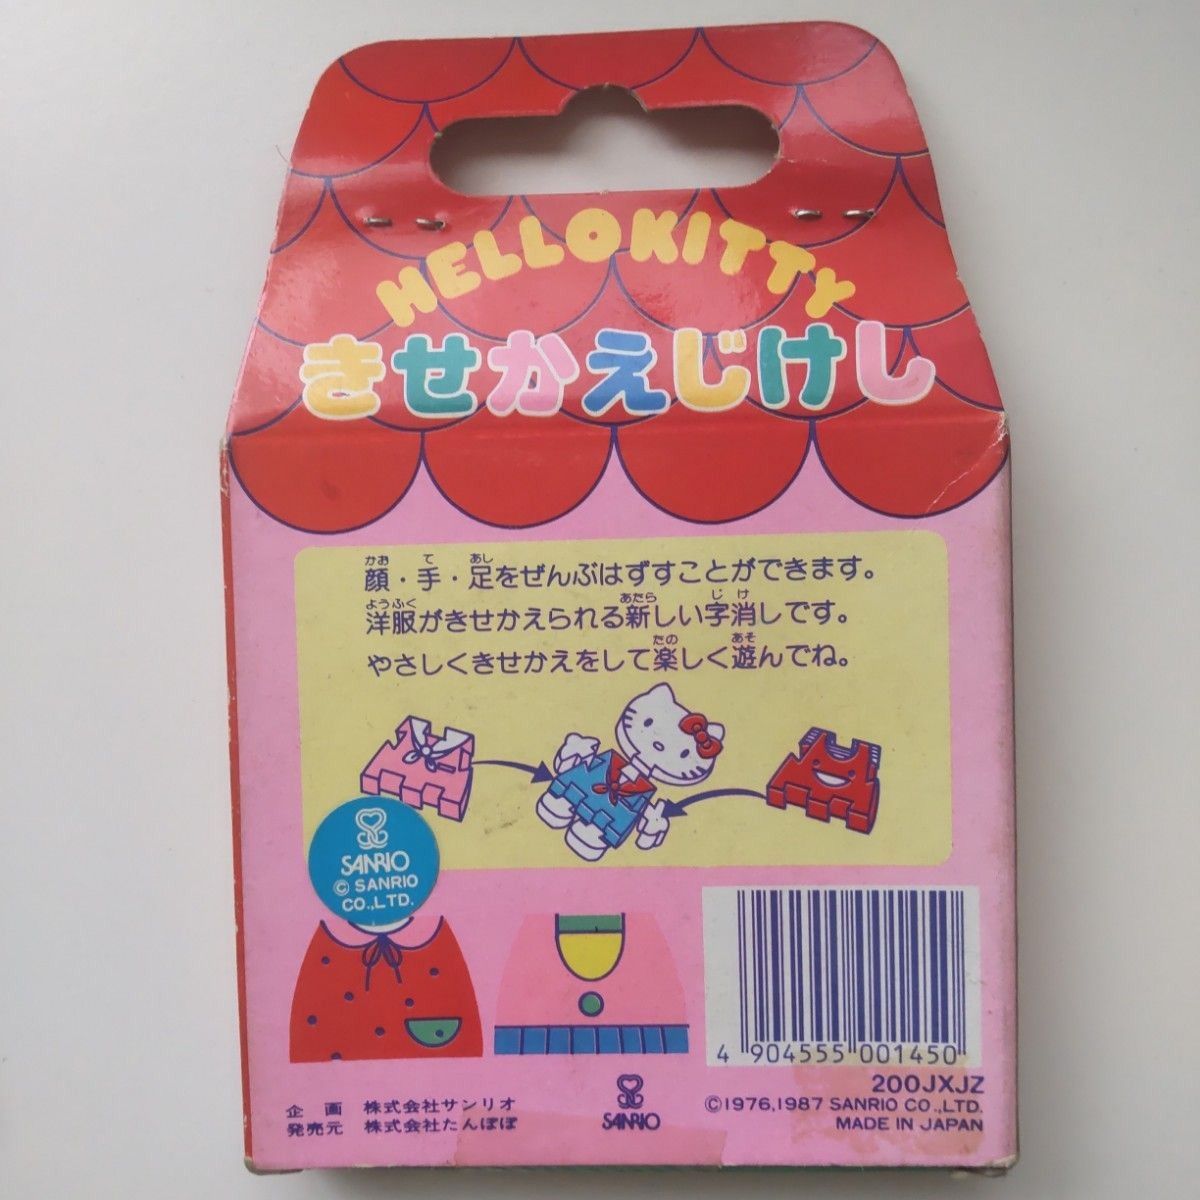 HELLO KITTY
きせかえじけし
かお て あし
顔・手・足をぜんぶはずすことができます。
ようふく あたら じ け
洋服がきせかえられる新しい字消しです。
たの あそ
やさしくきせかえをして楽しく遊んでね。
SANRIO
© SANRIO
CO.,LTD.
4 904555 001450
200JXJZ
©1976,1987 SANRIO CO.,LTD.
MADE IN JAPAN
企画 株式会社サンリオ
発売元 株式会社たんぽぽ
SANRIO